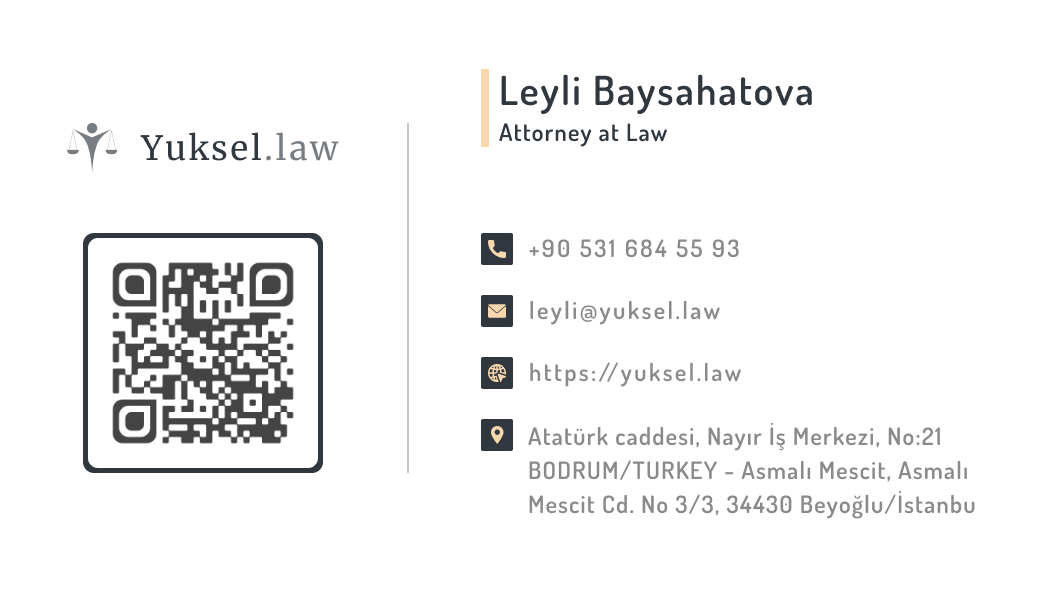 Yuksel.law
Leyli Baysahatova
Attorney at Law
+90 531 684 55 93
leyli@yuksel.law
https://yuksel.law
Atatürk caddesi, Nayır İş Merkezi, No:21
BODRUM/TURKEY - Asmalı Mescit, Asmalı
Mescit Cd. No 3/3, 34430 Beyoğlu/İstanbu